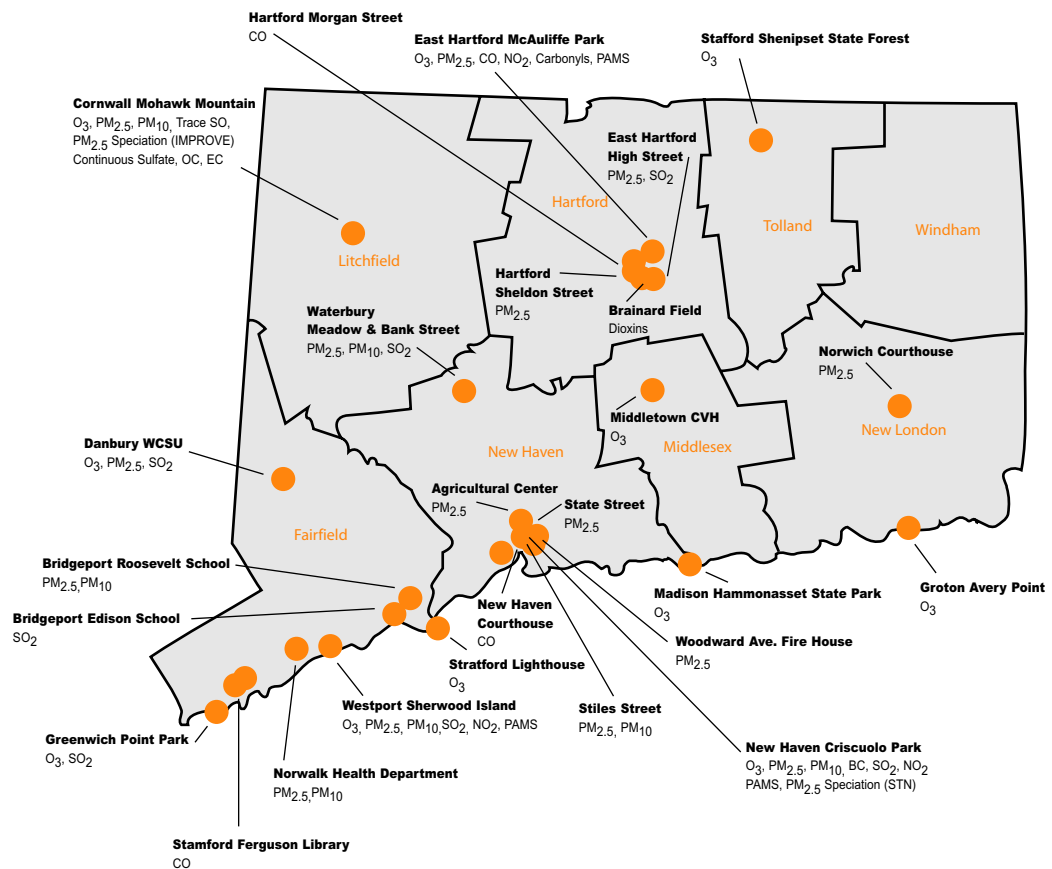 Hartford Morgan Street
CO
East Hartford McAuliffe Park
O3, PM2.5, CO, NO2, Carbonyls, PAMS
Stafford Shenipset State Forest
O3
Cornwall Mohawk Mountain
O3, PM2.5, PM10, Trace SO,
PM2.5 Speciation (IMPROVE)
Continuous Sulfate, OC, EC
East Hartford
High Street
PM2.5, SO2
Hartford
Tolland
Windham
Litchfield
Hartford
Sheldon Street
PM2.5
Brainard Field
Dioxins
Waterbury
Meadow & Bank Street
PM2.5, PM10, SO2
Norwich Courthouse
PM2.5
Middletown CVH
O3
New London
Middlesex
New Haven
Danbury WCSU
O3, PM2.5, SO2
Agricultural Center
PM2.5
State Street
PM2.5
Fairfield
Bridgeport Roosevelt School
PM2.5,PM10
Bridgeport Edison School
SO2
New Haven
Courthouse
CO
Madison Hammonasset State Park
O3
Groton Avery Point
O3
Woodward Ave. Fire House
PM2.5
Stratford Lighthouse
O3
Westport Sherwood Island
O3, PM2.5, PM10,SO2, NO2, PAMS
Stiles Street
PM2.5, PM10
Greenwich Point Park
O3, SO2
New Haven Criscuolo Park
O3, PM2.5, PM10, BC, SO2, NO2
PAMS, PM2.5 Speciation (STN)
Norwalk Health Department
PM2.5,PM10
Stamford Ferguson Library
CO